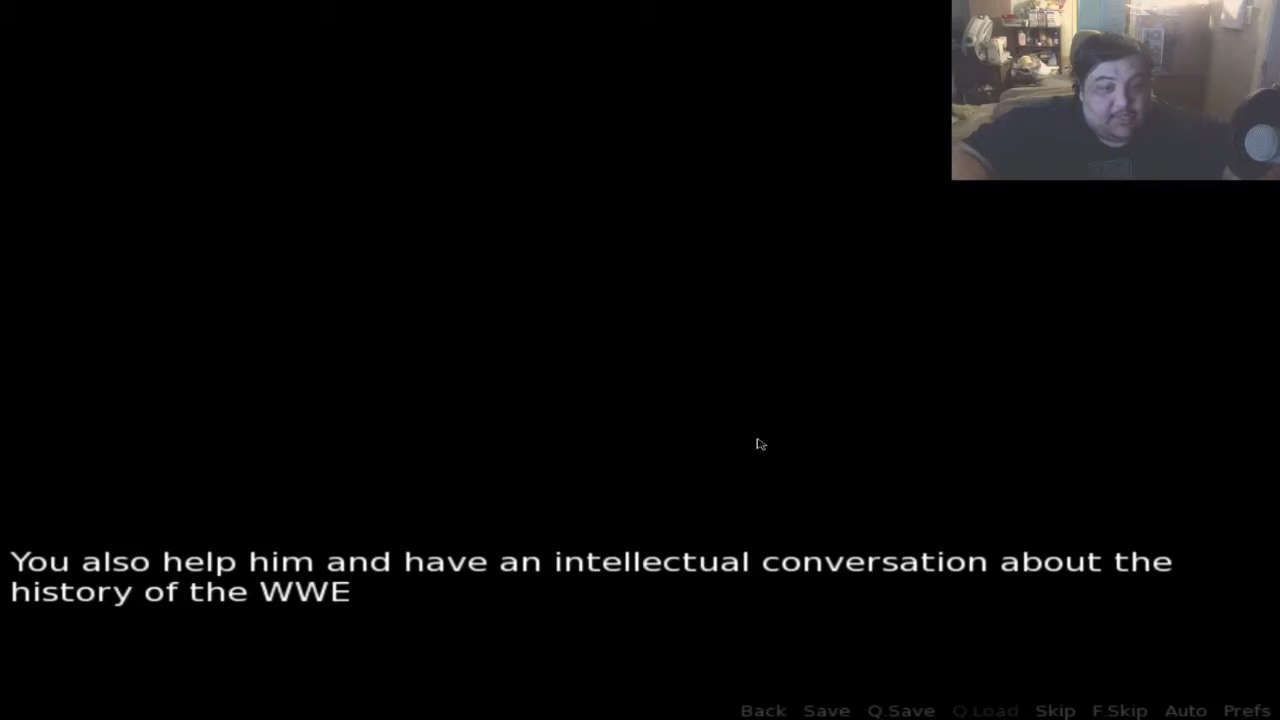 You also help him and have an intellectual conversation about the
history of the WWE
Back Save Q.Save Q.Load Skip F.Skip Auto Prefs